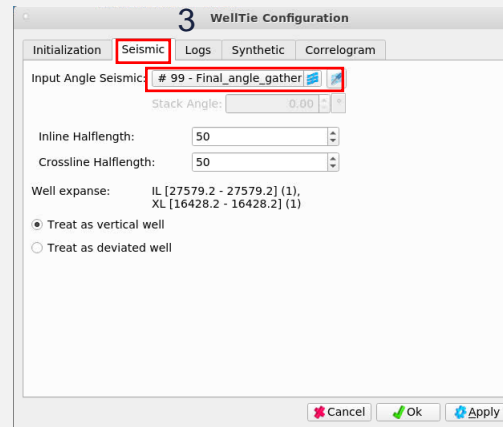 3
WellTie Configuration
Initialization Seismic Logs Synthetic Correlogram
Input Angle Seismic: # 99 - Final_angle_gather
Stack Angle: 0.00 °
Inline Halflength: 50
Crossline Halflength: 50
Well expanse: IL [27579.2 - 27579.2] (1),
XL [16428.2 - 16428.2] (1)
Treat as vertical well
Treat as deviated well
Cancel Ok Apply